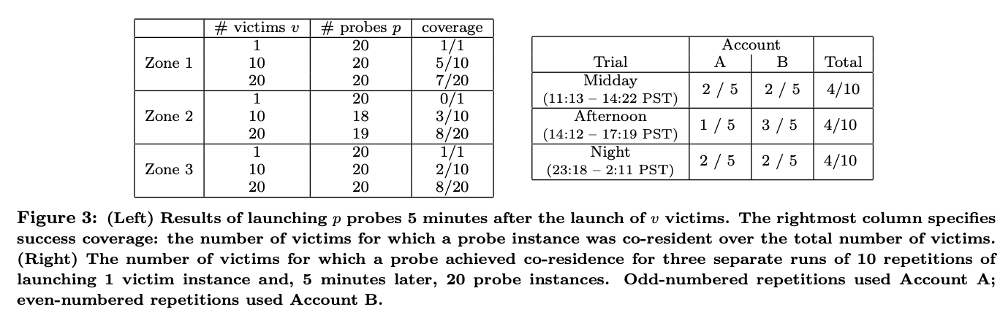 # victims v # probes p coverage
1 20 1/1
Zone 1 10 20 5/10
20 20 7/20
1 20 0/1
Zone 2 10 18 3/10
20 19 8/20
1 20 1/1
Zone 3 10 20 2/10
20 20 8/20
Account
Trial A B Total
Midday
(11:13 – 14:22 PST) 2 / 5 2 / 5 4/10
Afternoon
(14:12 – 17:19 PST) 1 / 5 3 / 5 4/10
Night
(23:18 – 2:11 PST) 2 / 5 2 / 5 4/10
Figure 3: (Left) Results of launching p probes 5 minutes after the launch of v victims. The rightmost column specifies
success coverage: the number of victims for which a probe instance was co-resident over the total number of victims.
(Right) The number of victims for which a probe achieved co-residence for three separate runs of 10 repetitions of
launching 1 victim instance and, 5 minutes later, 20 probe instances. Odd-numbered repetitions used Account A;
even-numbered repetitions used Account B.